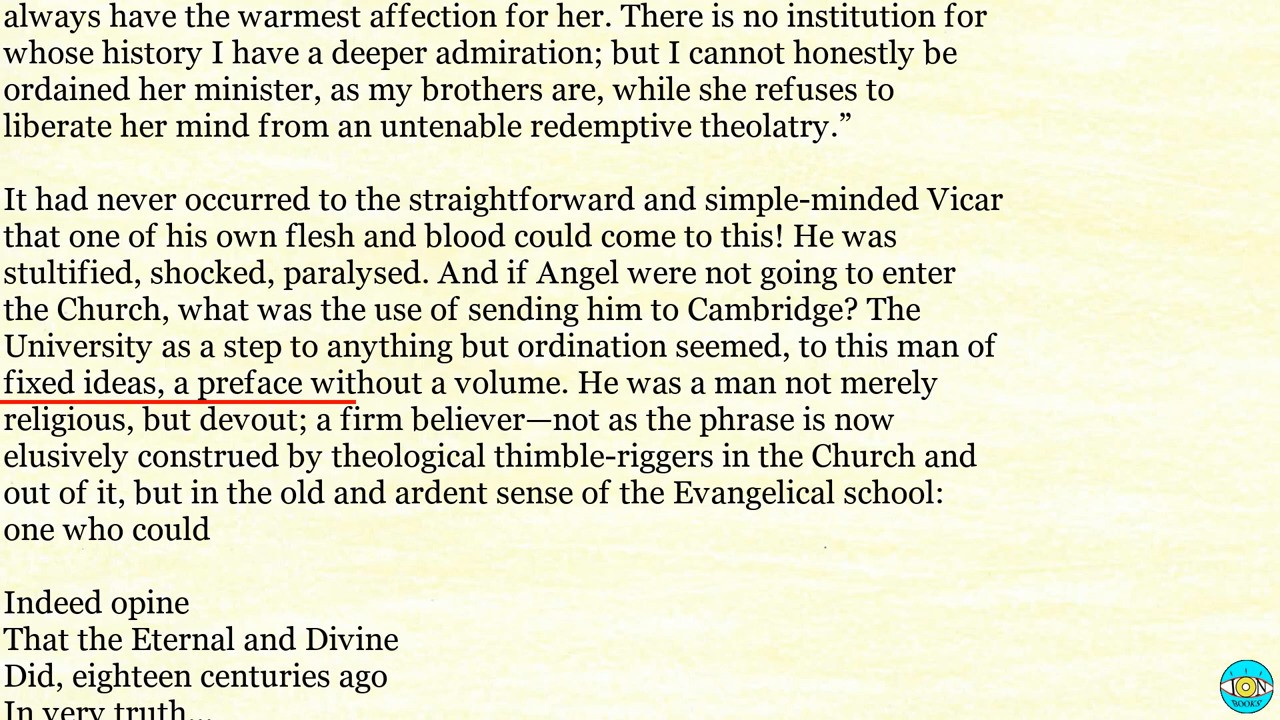 always have the warmest affection for her. There is no institution for
whose history I have a deeper admiration; but I cannot honestly be
ordained her minister, as my brothers are, while she refuses to
liberate her mind from an untenable redemptive theolatry.”
It had never occurred to the straightforward and simple-minded Vicar
that one of his own flesh and blood could come to this! He was
stultified, shocked, paralysed. And if Angel were not going to enter
the Church, what was the use of sending him to Cambridge? The
University as a step to anything but ordination seemed, to this man of
fixed ideas, a preface without a volume. He was a man not merely
religious, but devout; a firm believer—not as the phrase is now
elusively construed by theological thimble-riggers in the Church and
out of it, but in the old and ardent sense of the Evangelical school:
one who could
Indeed opine
That the Eternal and Divine
Did, eighteen centuries ago
In very truth...
ION
BOOKS